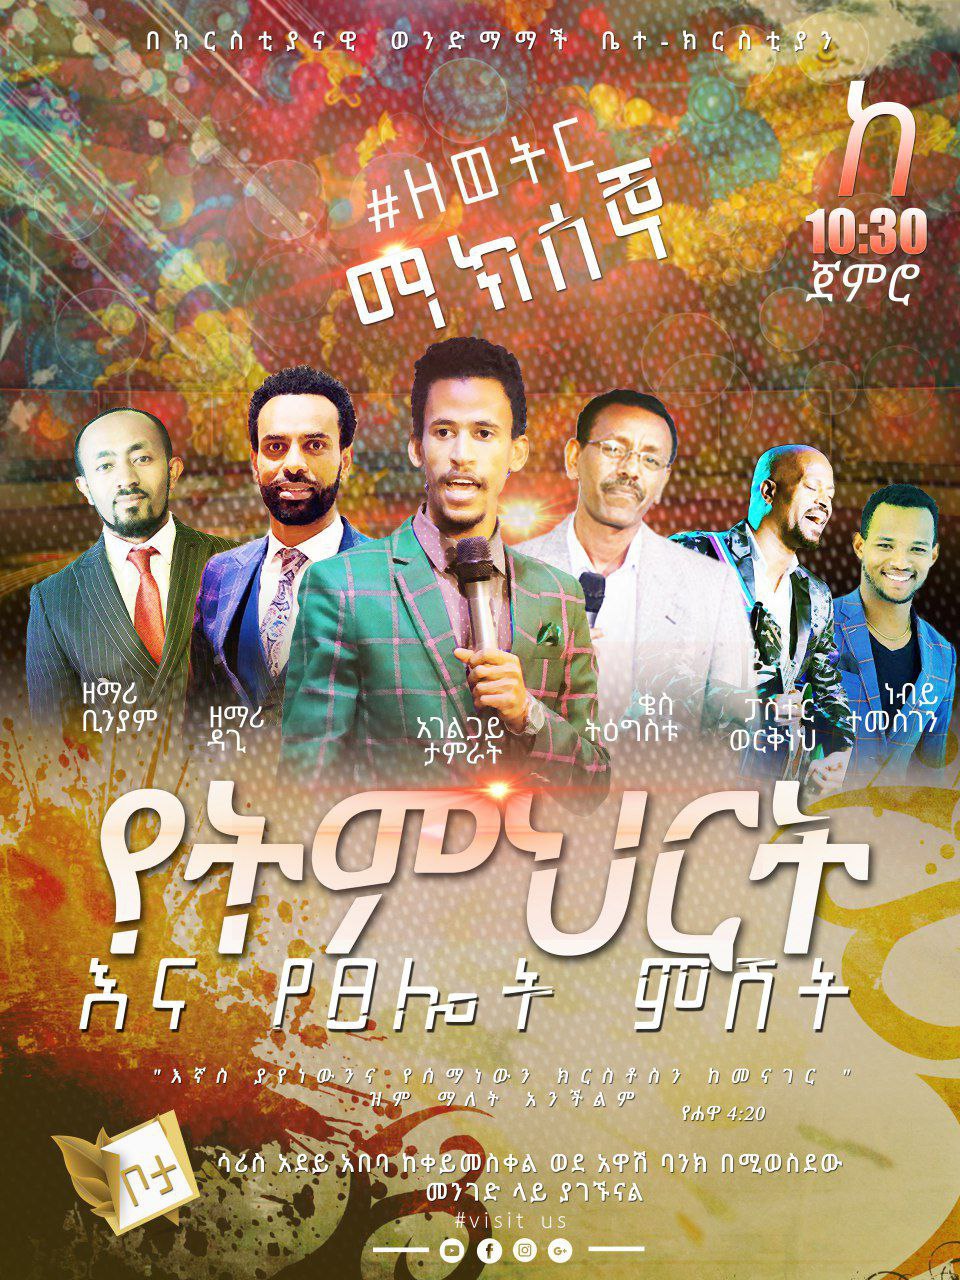 በክርስቲያናዊ ወንድማማች ቤተ-ክርስቲያን
#ዘወትር
ማክሰኞ
ከ
10:30
ጀምሮ
ዘማሪ
ቢንያም
ዘማሪ
ዳጊ
አገልጋይ
ታምራት
ቄስ
ትዕግስቱ
ፓስተር
ወርቅነህ
ነብይ
ተመስገን
የትምህርት
እና የፀሎት ምሽት
"እኛስ ያየነውንና የሰማነውን ክርስቶስን ከመናገር "
ዝም ማለት አንችልም
የሐዋ 4:20
ቦታ
ሳሪስ አደይ አበባ ከቀይመስቀል ወደ አዋሽ ባንክ በሚወስደው
መንገድ ላይ ያገኙናል
#visit us